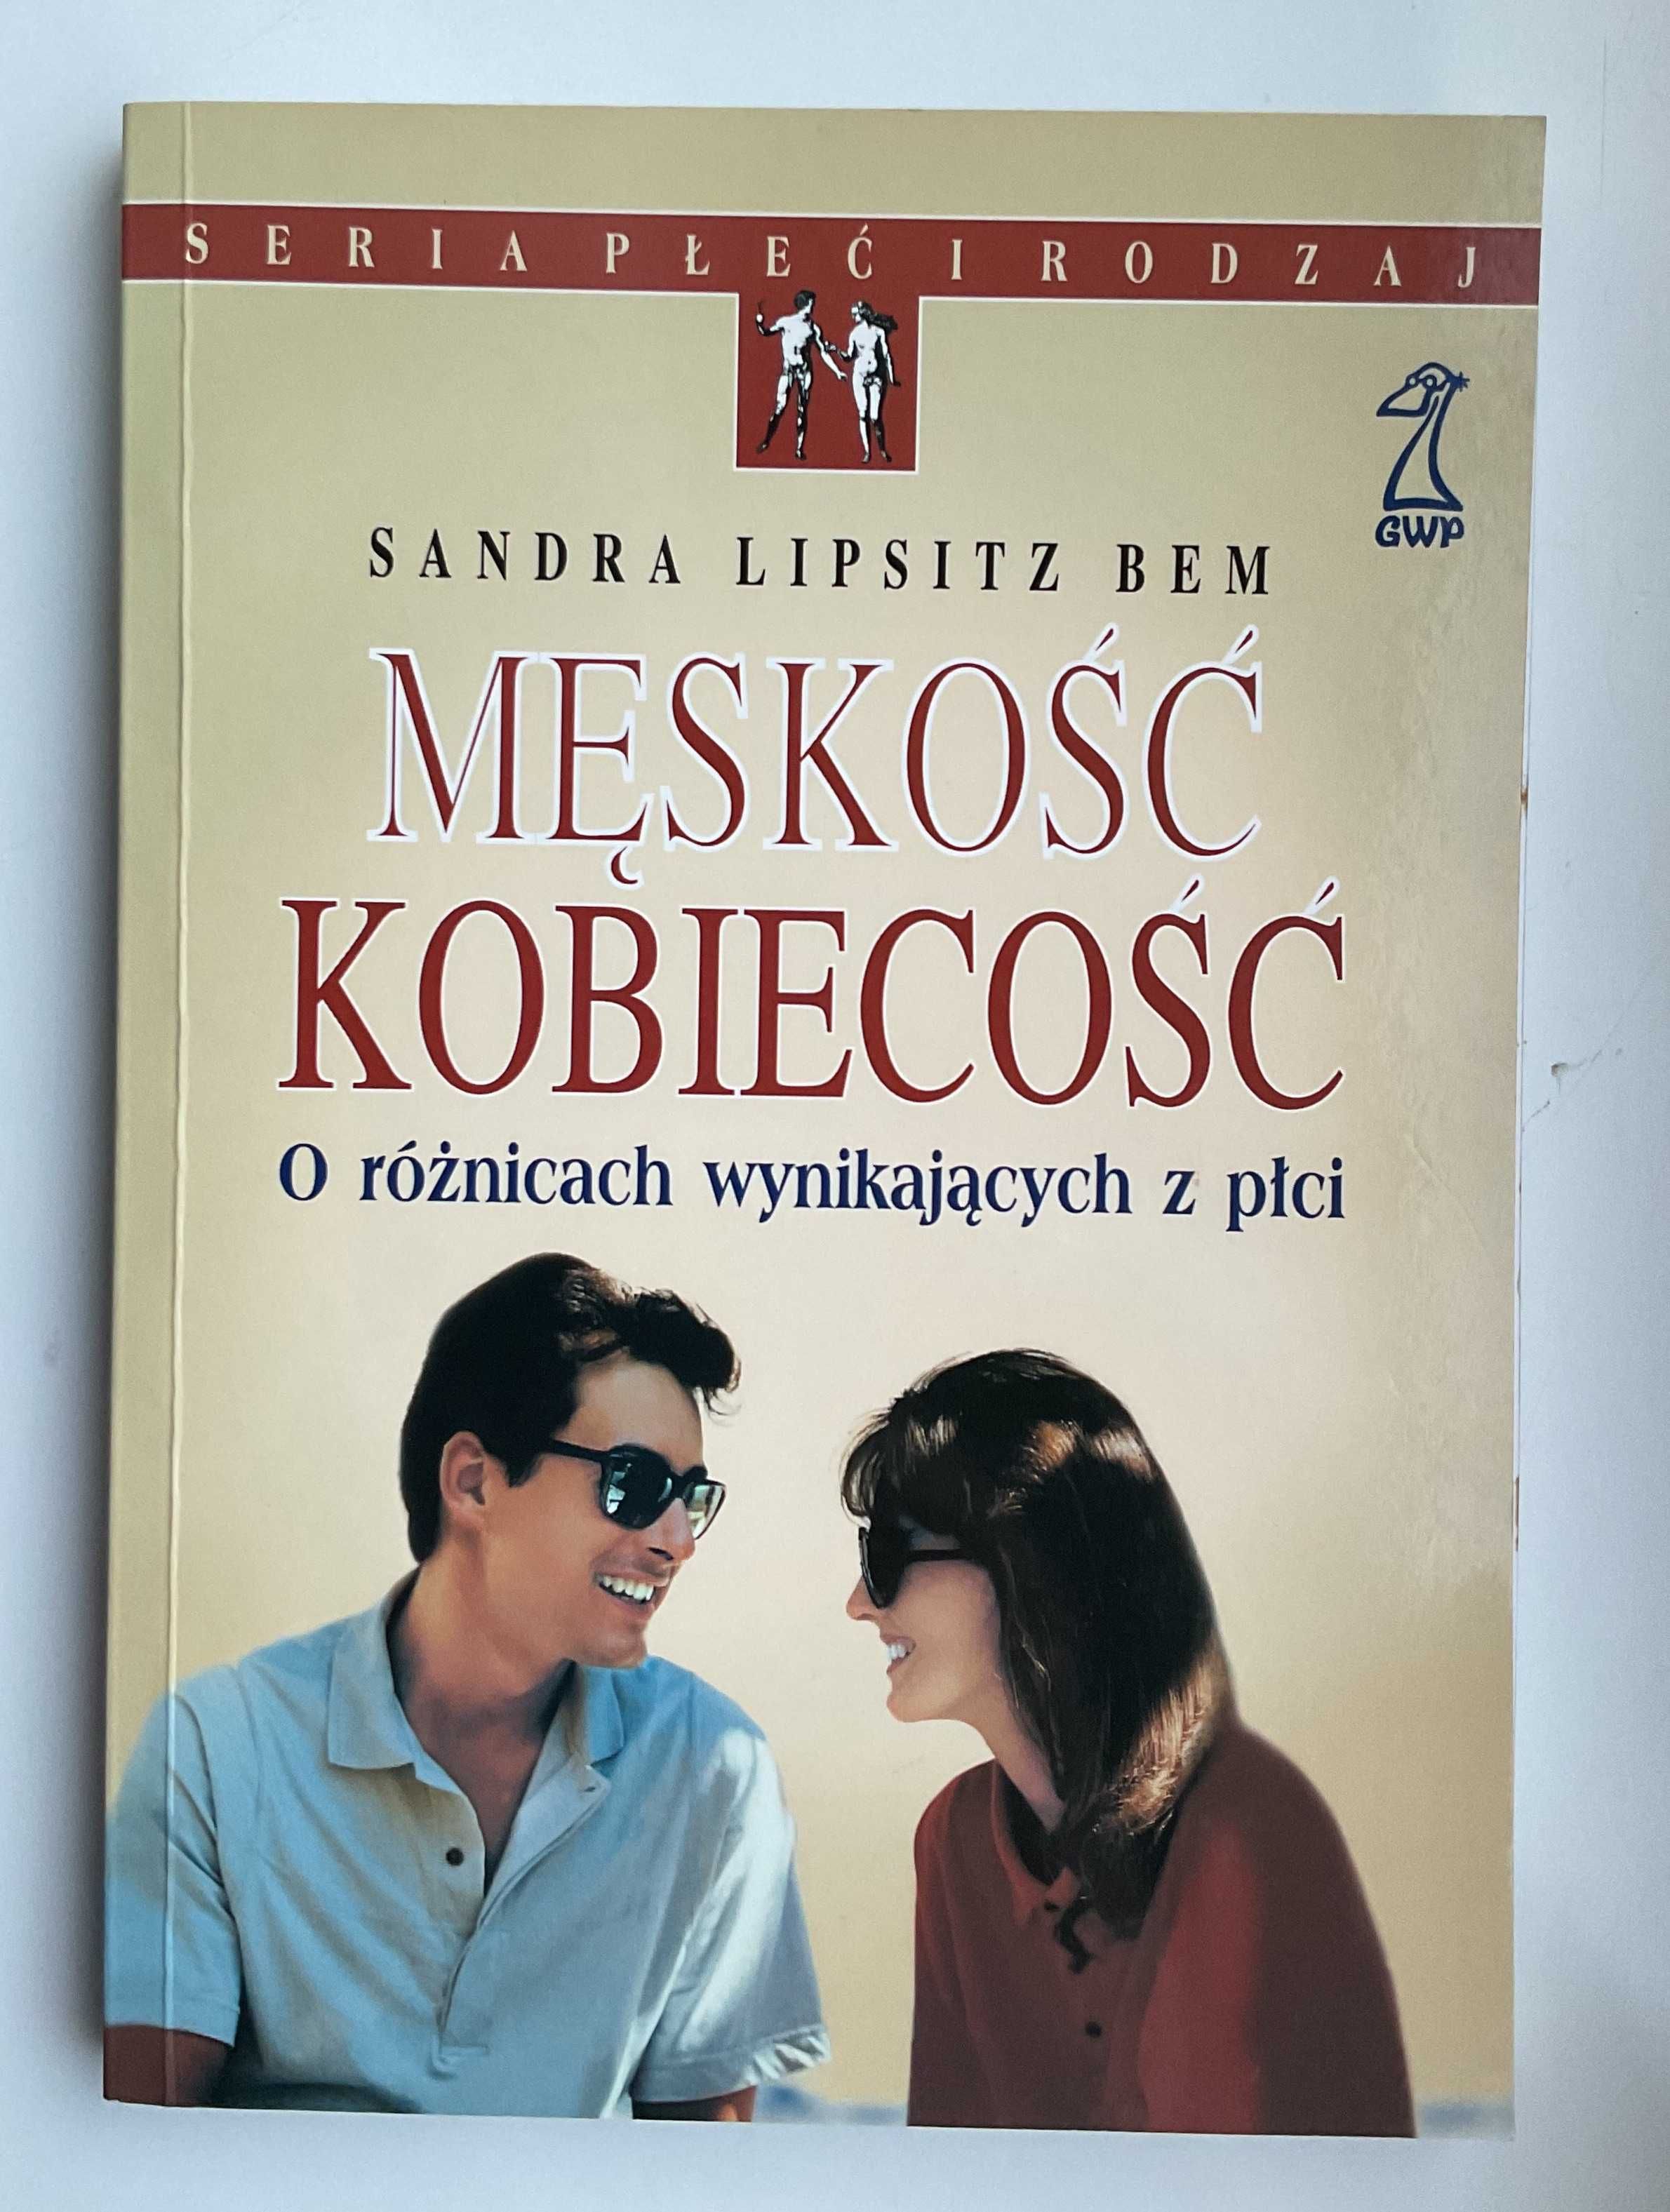 SERIA PŁEĆ I RODZAJ
GWP
SANDRA LIPSITZ BEM
MĘSKOŚĆ
KOBIECOŚĆ
O różnicach wynikających z płci